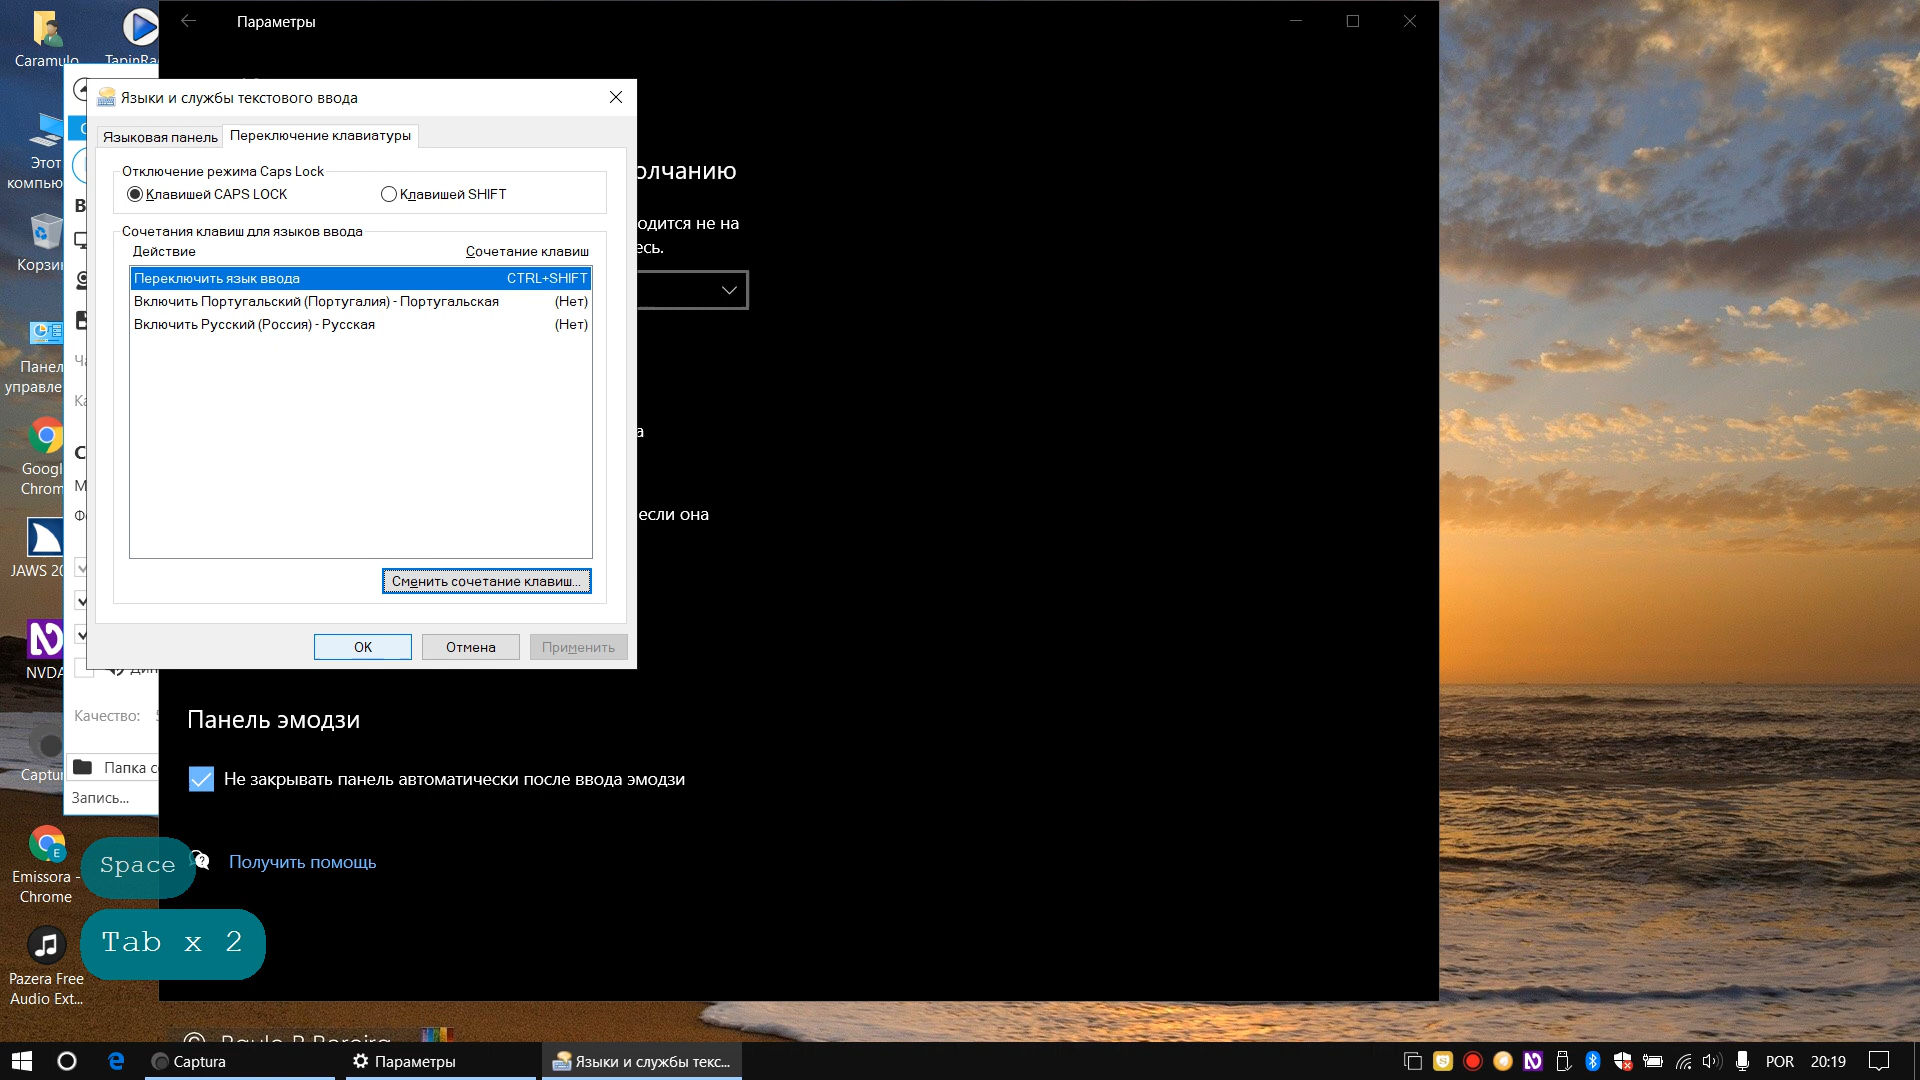 Параметры
Caramulo
Языки и службы текстового ввода
Языковая панель
Переключение клавиатуры
Отключение режима Caps Lock
Клавишей CAPS LOCK
Клавишей SHIFT
Сочетания клавиш для языков ввода
Действие
Сочетание клавиш
Переключить язык ввода
CTRL+SHIFT
Включить Португальский (Португалия) - Португальская
(Нет)
Включить Русский (Россия) - Русская
(Нет)
Сменить сочетание клавиш...
OK
Отмена
Применить
олчанию
одится не на
есь.
а
если она
Панель эмодзи
Не закрывать панель автоматически после ввода эмодзи
Получить помощь
Этот
компью
Корзин
Панел
управле
Googl
Chrom
JAWS 20
NVDA
Качество:
Captu
Папка с
Запись...
Emissora -
Chrome
Pazera Free
Audio Ext...
Space
Tab x 2
Captura
Параметры
Языки и службы текс...
POR
20:19